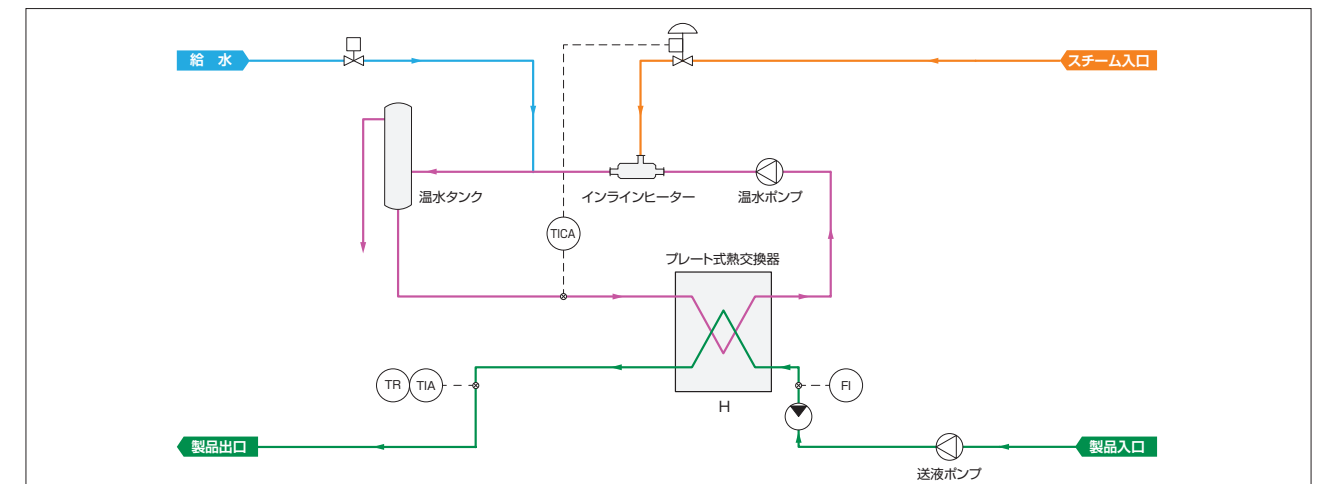 給 水
スチーム入口
温水タンク
インラインヒーター
温水ポンプ
TICA
プレート式熱交換器
TR
TIA
FI
H
製品出口
製品入口
送液ポンプ